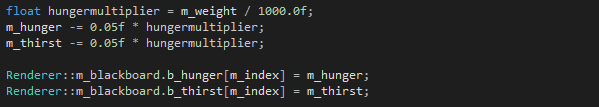 float hungermultiplier = m_weight / 1000.0f;
m_hunger -= 0.05f * hungermultiplier;
m_thirst -= 0.05f * hungermultiplier;
Renderer::m_blackboard.b_hunger[m_index] = m_hunger;
Renderer::m_blackboard.b_thirst[m_index] = m_thirst;